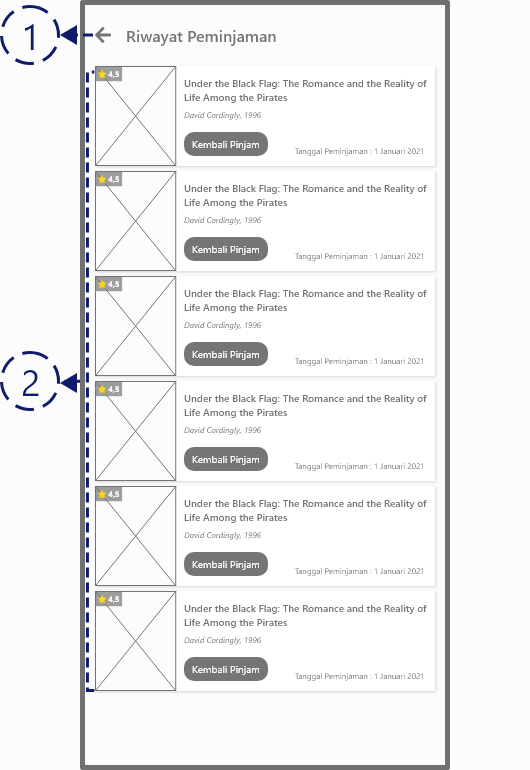 1
Riwayat Peminjaman
4,5
Under the Black Flag: The Romance and the Reality of
Life Among the Pirates
David Cordingly, 1996
Kembali Pinjam
Tanggal Peminjaman : 1 Januari 2021
4,5
Under the Black Flag: The Romance and the Reality of
Life Among the Pirates
David Cordingly, 1996
Kembali Pinjam
Tanggal Peminjaman : 1 Januari 2021
4,5
Under the Black Flag: The Romance and the Reality of
Life Among the Pirates
David Cordingly, 1996
Kembali Pinjam
Tanggal Peminjaman : 1 Januari 2021
2
4,5
Under the Black Flag: The Romance and the Reality of
Life Among the Pirates
David Cordingly, 1996
Kembali Pinjam
Tanggal Peminjaman : 1 Januari 2021
4,5
Under the Black Flag: The Romance and the Reality of
Life Among the Pirates
David Cordingly, 1996
Kembali Pinjam
Tanggal Peminjaman : 1 Januari 2021
4,5
Under the Black Flag: The Romance and the Reality of
Life Among the Pirates
David Cordingly, 1996
Kembali Pinjam
Tanggal Peminjaman : 1 Januari 2021